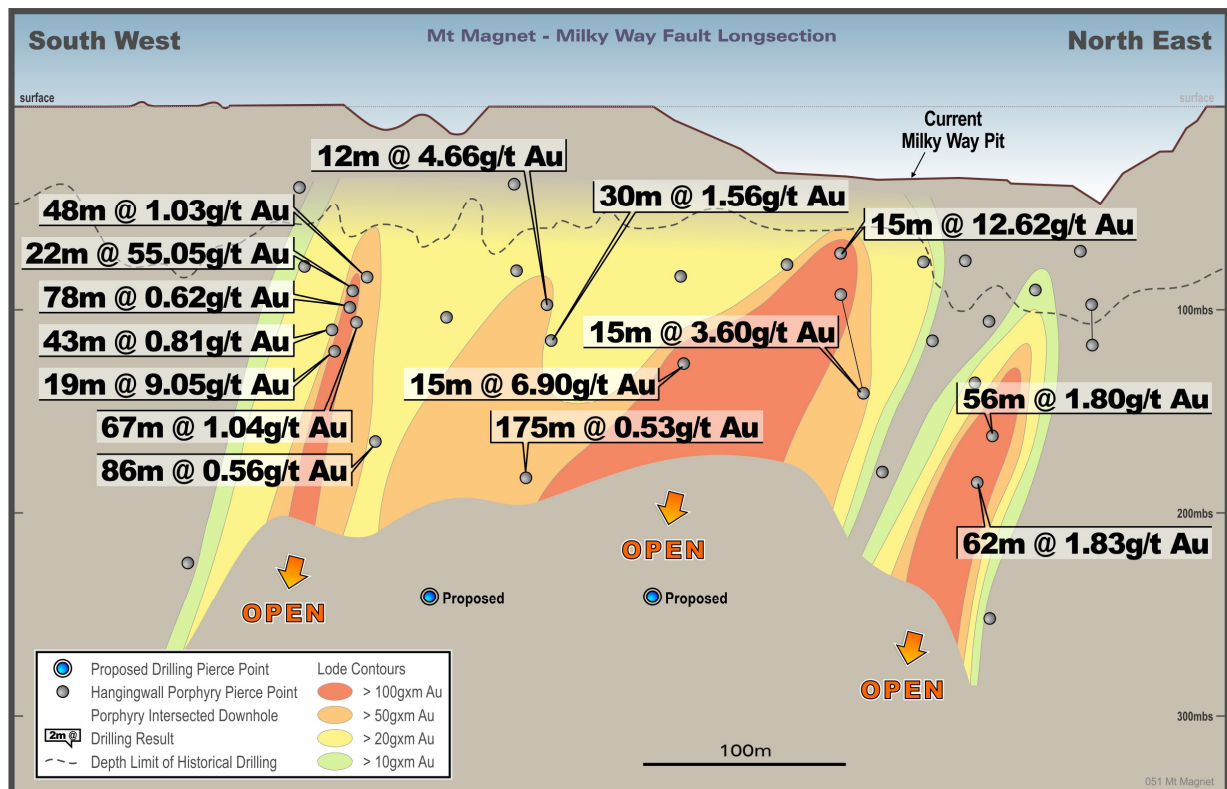 South West
Mt Magnet - Milky Way Fault Longsection
North East
surface
surface
Current
Milky Way Pit
12m @ 4.66g/t Au
30m @ 1.56g/t Au
48m @ 1.03g/t Au
15m @ 12.62g/t Au
22m @ 55.05g/t Au
78m @ 0.62g/t Au
100mbs
43m @ 0.81g/t Au
15m @ 3.60g/t Au
19m @ 9.05g/t Au
15m @ 6.90g/t Au
56m @ 1.80g/t Au
67m @ 1.04g/t Au
175m @ 0.53g/t Au
86m @ 0.56g/t Au
200mbs
62m @ 1.83g/t Au
OPEN
OPEN
OPEN
Proposed
Proposed
300mbs
Proposed Drilling Pierce Point
Hangingwall Porphyry Pierce Point
Porphyry Intersected Downhole
2m @
Drilling Result
Depth Limit of Historical Drilling
Lode Contours
> 100gxm Au
> 50gxm Au
> 20gxm Au
> 10gxm Au
100m
051 Mt Magnet